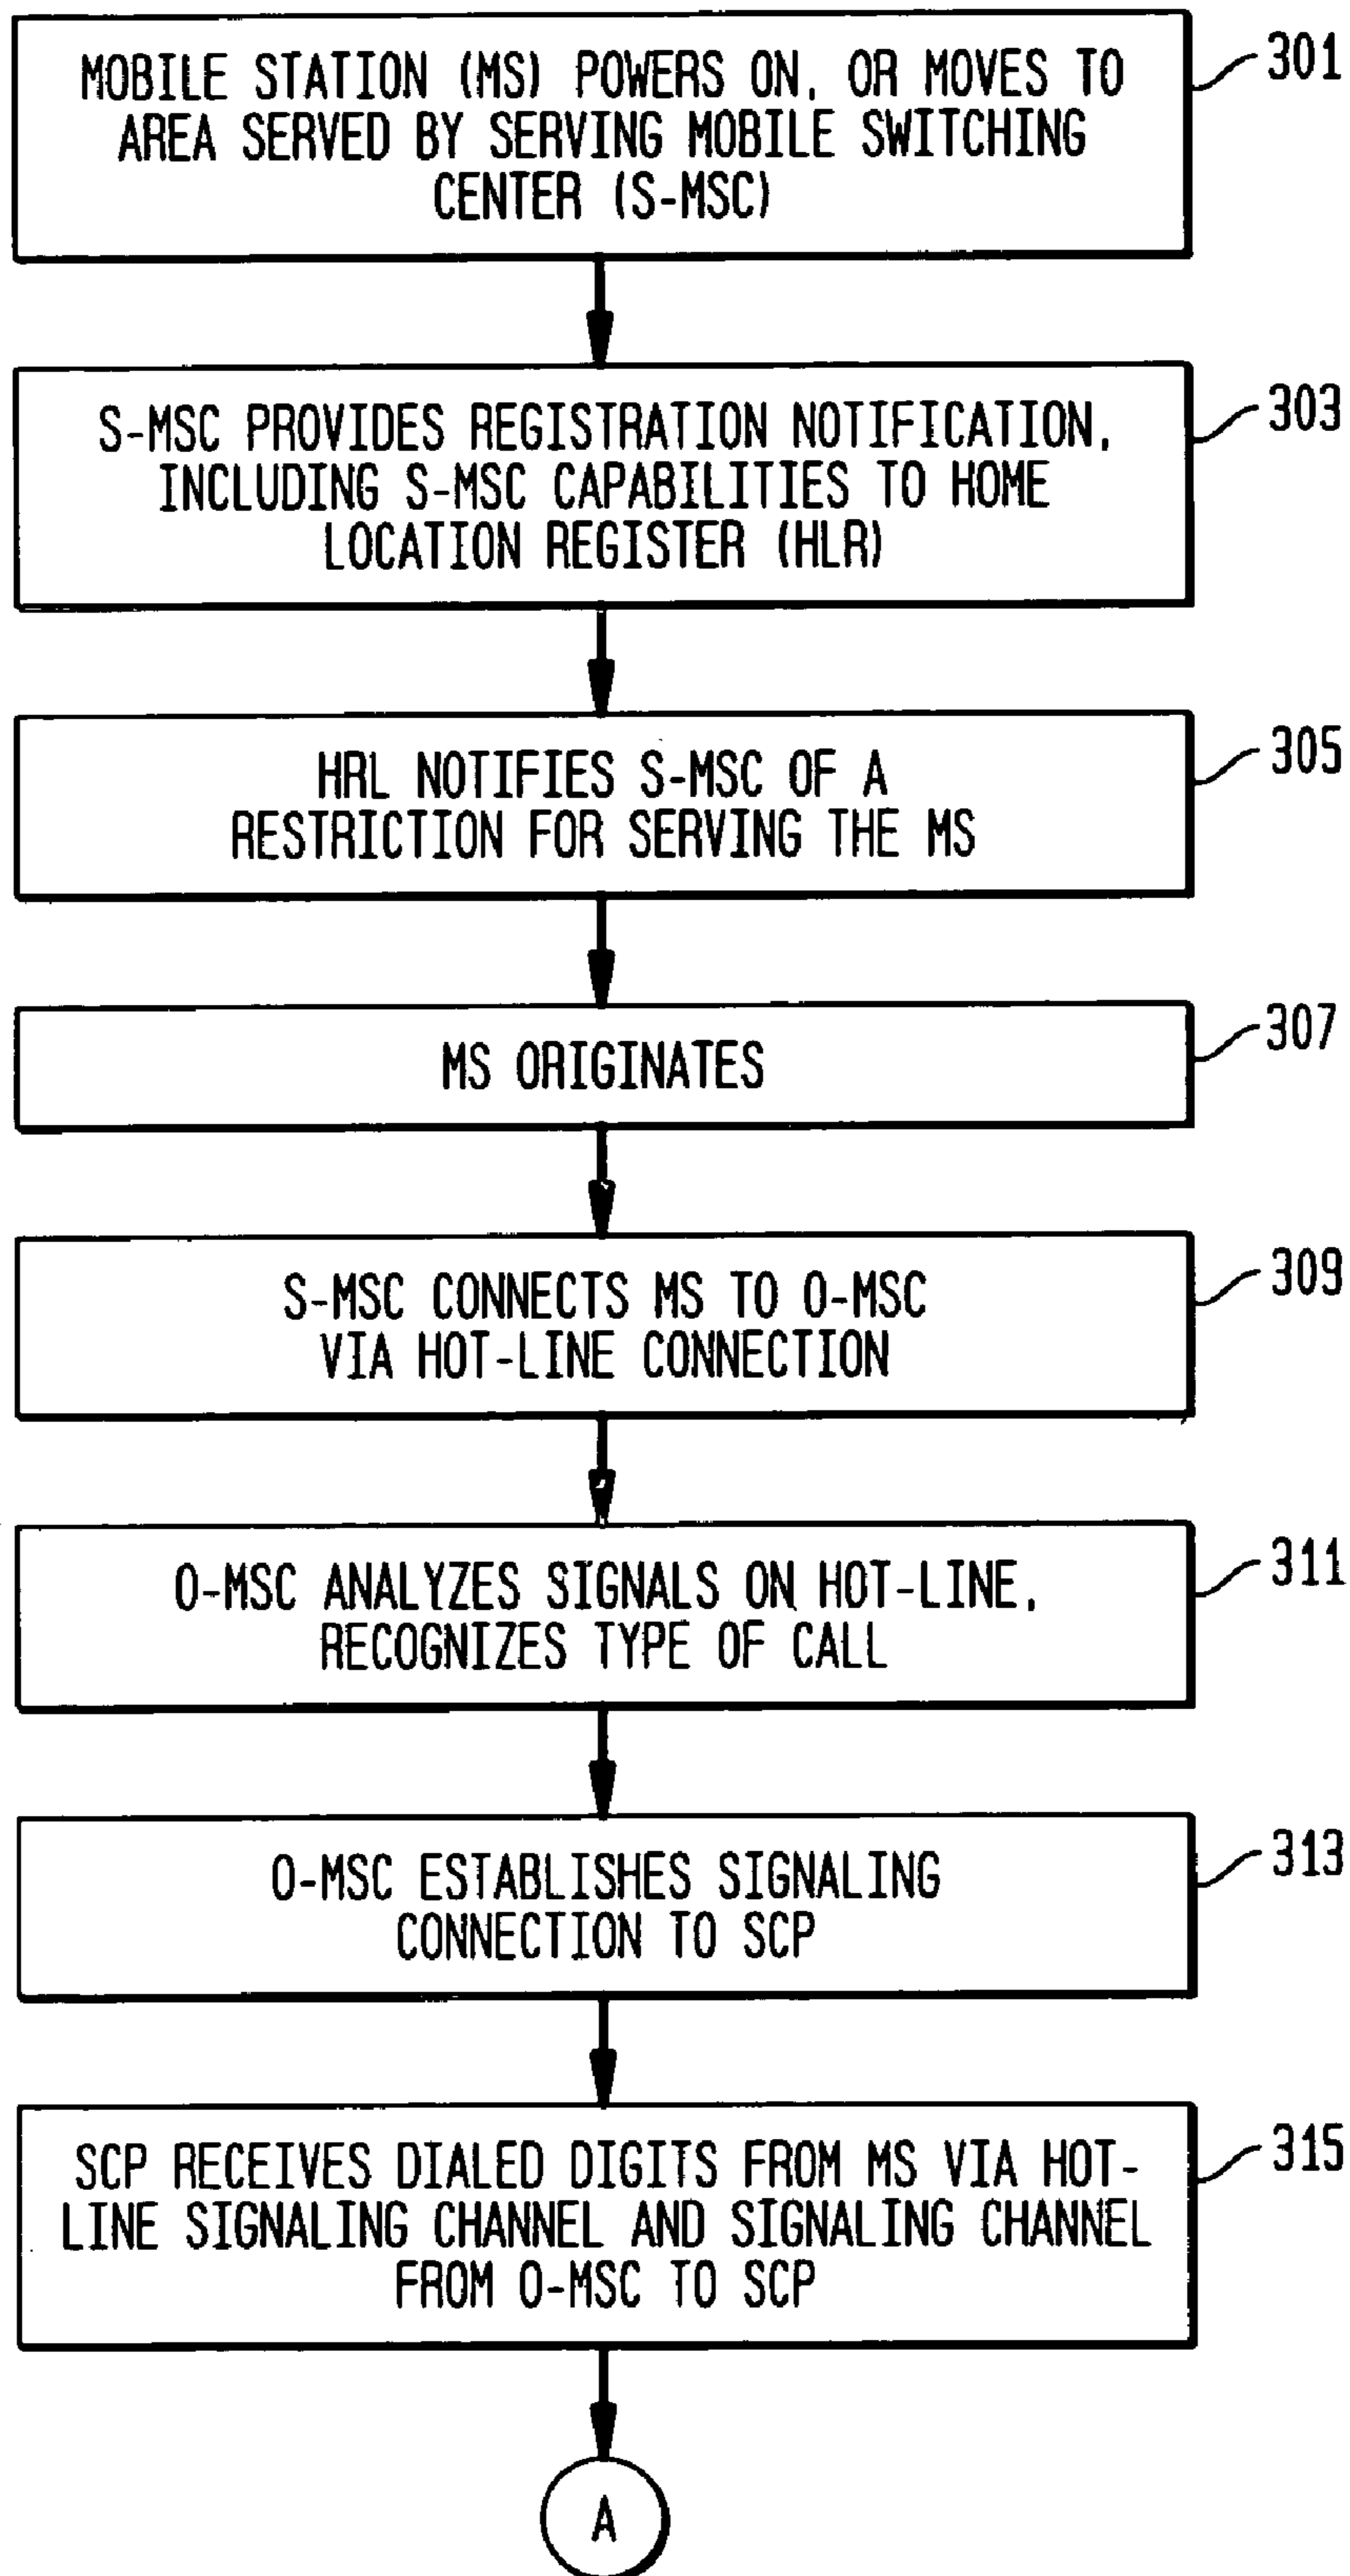 MOBILE STATION (MS) POWERS ON, OR MOVES TO
AREA SERVED BY SERVING MOBILE SWITCHING
CENTER (S-MSC)
301
S-MSC PROVIDES REGISTRATION NOTIFICATION,
INCLUDING S-MSC CAPABILITIES TO HOME
LOCATION REGISTER (HLR)
303
HRL NOTIFIES S-MSC OF A
RESTRICTION FOR SERVING THE MS
305
MS ORIGINATES
307
S-MSC CONNECTS MS TO O-MSC
VIA HOT-LINE CONNECTION
309
O-MSC ANALYZES SIGNALS ON HOT-LINE,
RECOGNIZES TYPE OF CALL
311
O-MSC ESTABLISHES SIGNALING
CONNECTION TO SCP
313
SCP RECEIVES DIALED DIGITS FROM MS VIA HOT-
LINE SIGNALING CHANNEL AND SIGNALING CHANNEL
FROM O-MSC TO SCP
315
A